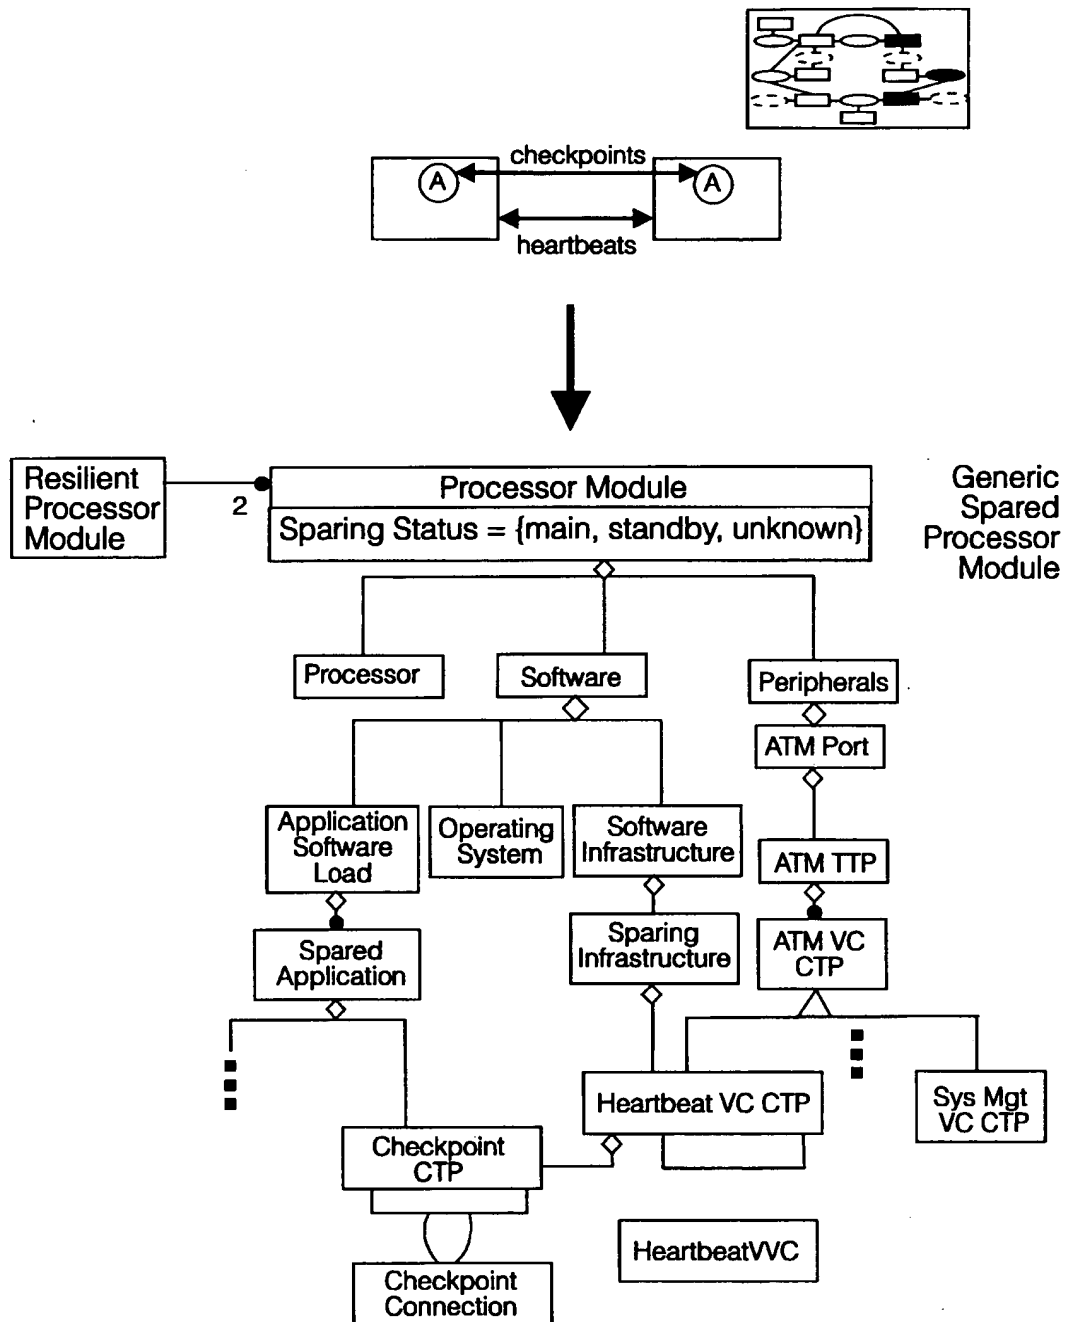 checkpoints
A
A
heartbeats
Resilient
Processor
Module
2
Processor Module
Sparing Status = {main, standby, unknown}
Generic
Spared
Processor
Module
Processor
Software
Peripherals
ATM Port
Application
Software
Load
Operating
System
Software
Infrastructure
ATM TTP
Spared
Application
Sparing
Infrastructure
ATM VC
CTP
Heartbeat VC CTP
Sys Mgt
VC CTP
Checkpoint
CTP
HeartbeatVVC
Checkpoint
Connection